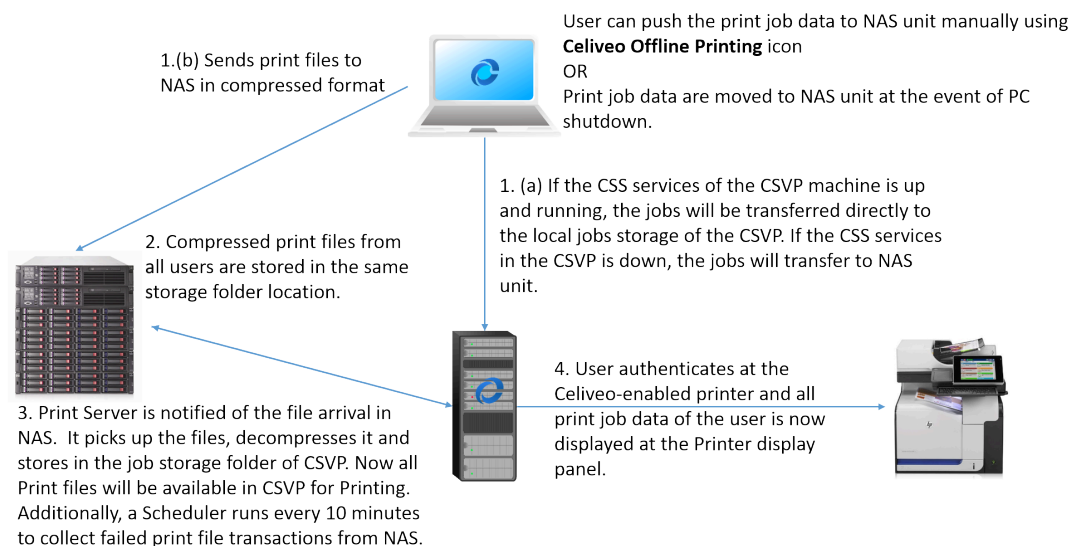 User can push the print job data to NAS unit manually using
Celiveo Offline Printing icon
OR
Print job data are moved to NAS unit at the event of PC
shutdown.
1.(b) Sends print files to
NAS in compressed format
1. (a) If the CSS services of the CSVP machine is up
and running, the jobs will be transferred directly to
the local jobs storage of the CSVP. If the CSS services
in the CSVP is down, the jobs will transfer to NAS
unit.
2. Compressed print files from
all users are stored in the same
storage folder location.
3. Print Server is notified of the file arrival in
NAS.  It picks up the files, decompresses it and
stores in the job storage folder of CSVP. Now all
Print files will be available in CSVP for Printing.
Additionally, a Scheduler runs every 10 minutes
to collect failed print file transactions from NAS.
4. User authenticates at the
Celiveo-enabled printer and all
print job data of the user is now
displayed at the Printer display
panel.
hp